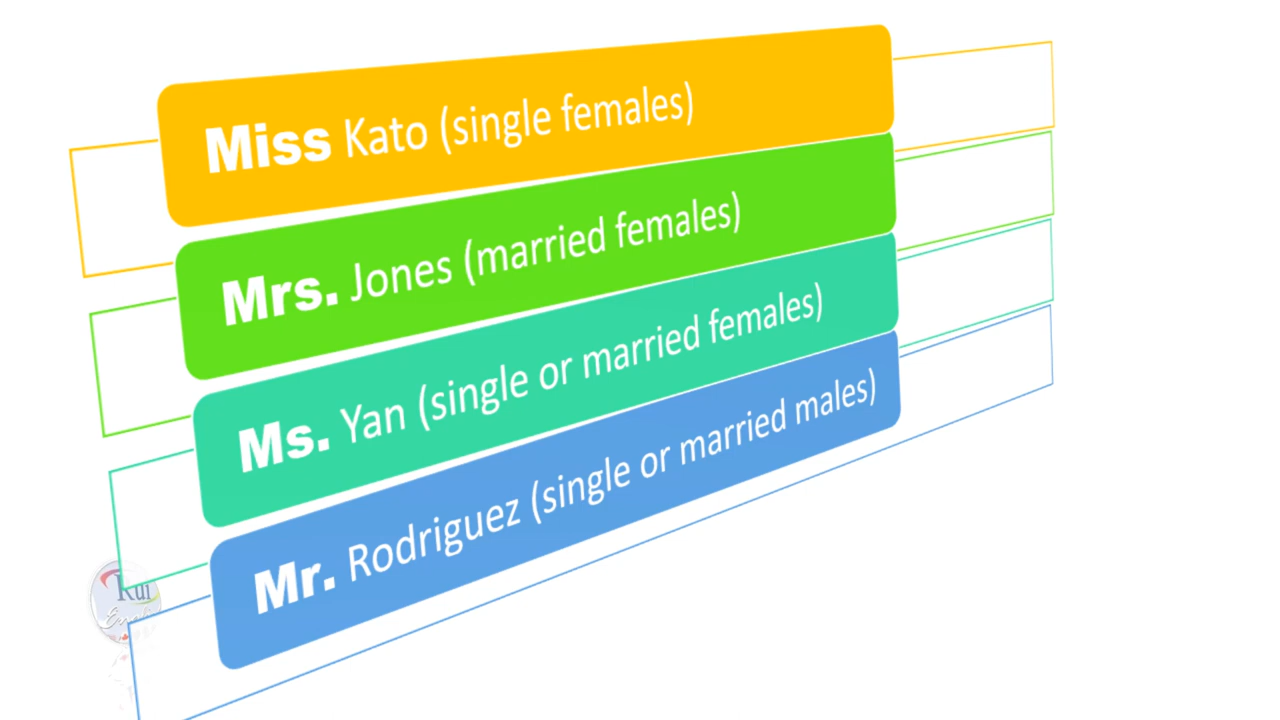 Miss Kato (single females)
Mrs. Jones (married females)
Ms. Yan (single or married females)
Mr. Rodriguez (single or married males)
Rui